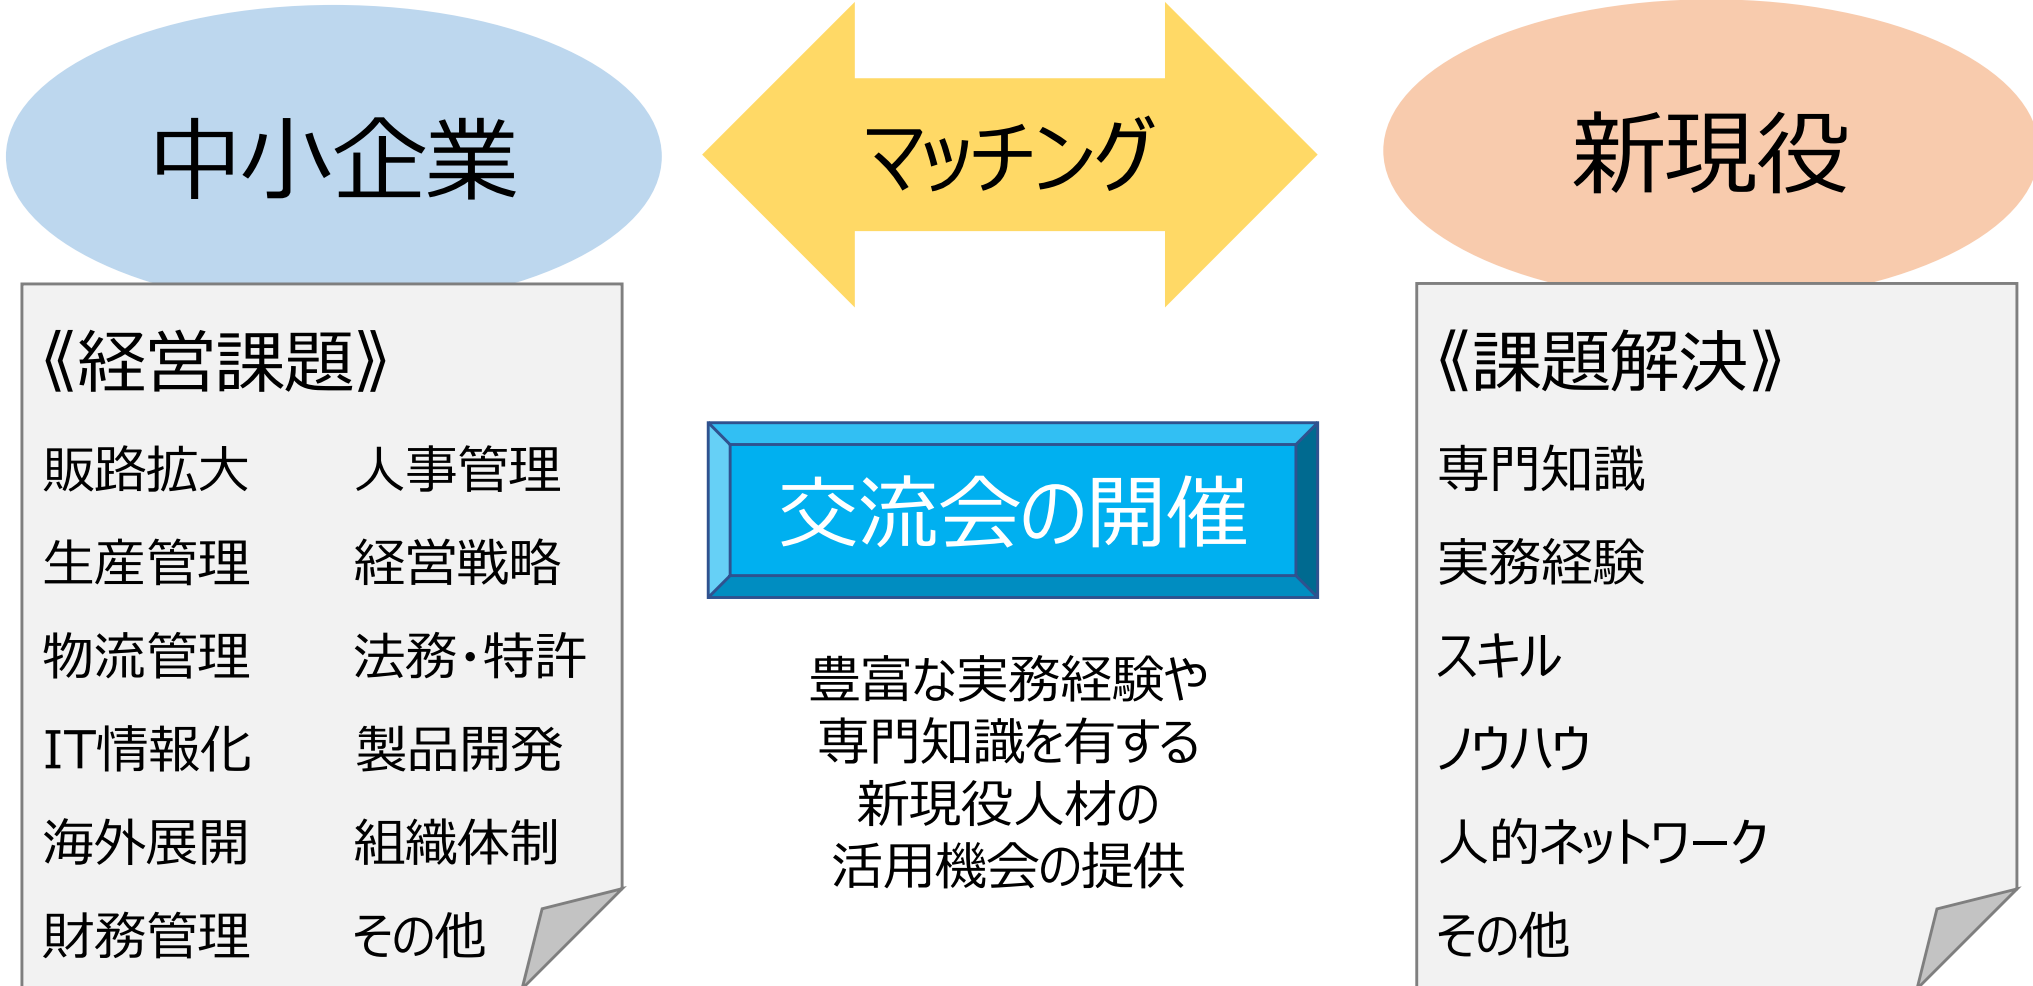 中小企業
マッチング
新現役
《経営課題》
販路拡大 人事管理
生産管理 経営戦略
物流管理 法務・特許
IT情報化 製品開発
海外展開 組織体制
財務管理 その他
交流会の開催
豊富な実務経験や
専門知識を有する
新現役人材の
活用機会の提供
《課題解決》
専門知識
実務経験
スキル
ノウハウ
人的ネットワーク
その他